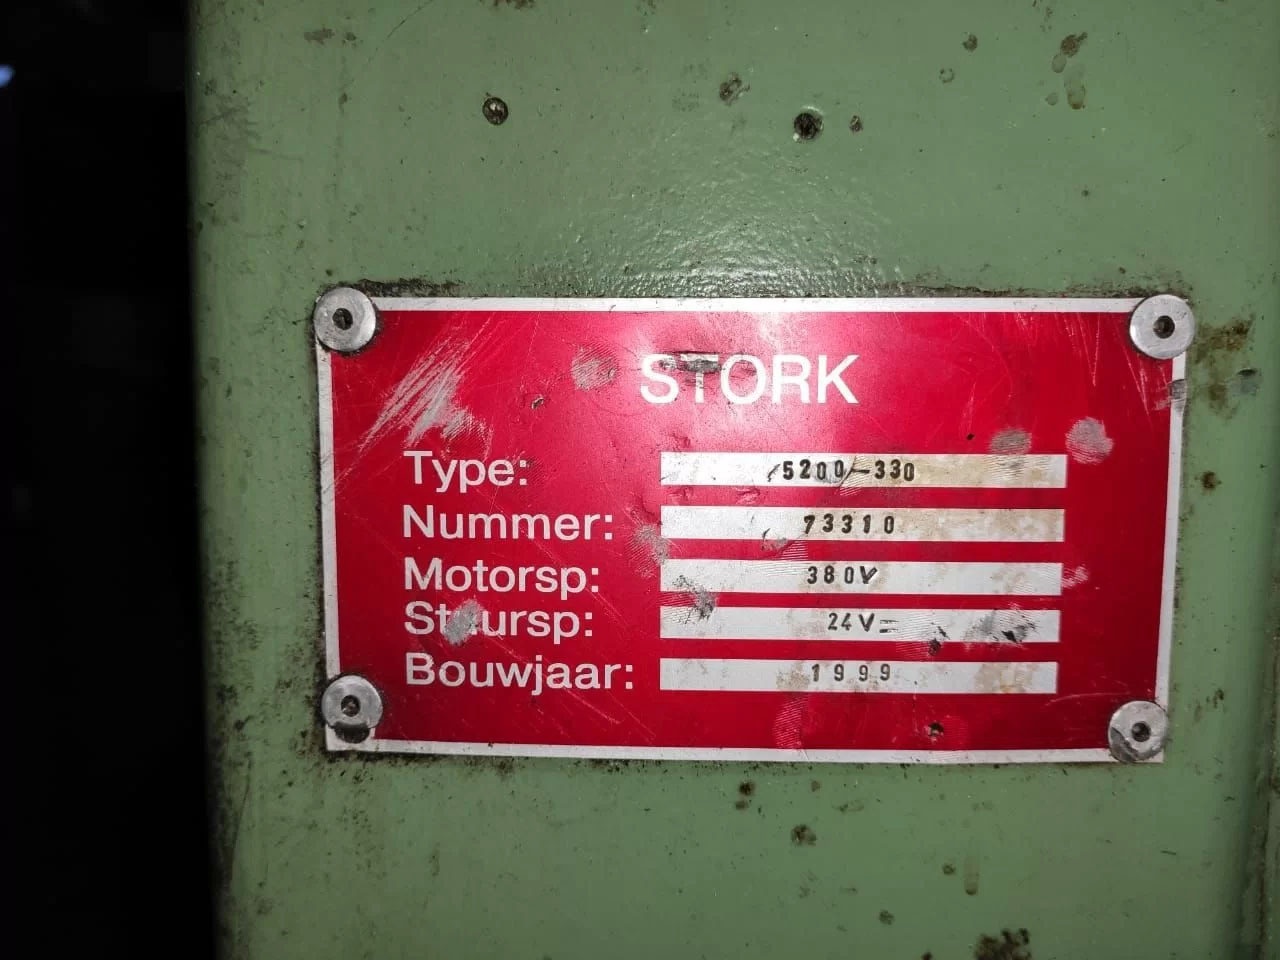 STORK
Type: 5200-330
Nummer: 73310
Motorsp: 380V
Stuursp: 24V=
Bouwjaar: 1999